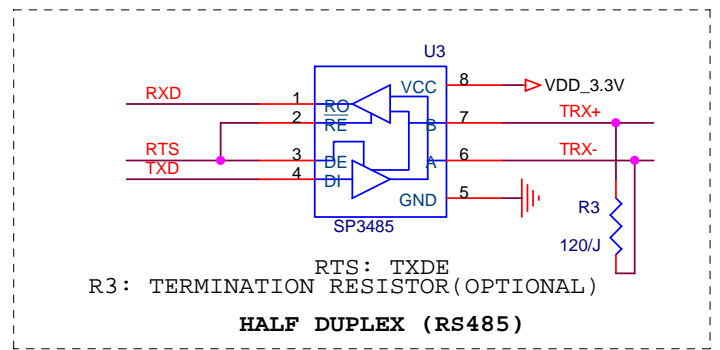 U3
RXD 1 RO VCC 8 VDD_3.3V
2 RE B 7 TRX+
RTS 3 DE A 6 TRX-
TXD 4 DI GND 5
SP3485
R3
120/J
RTS: TXDE
R3: TERMINATION RESISTOR(OPTIONAL)
HALF DUPLEX (RS485)